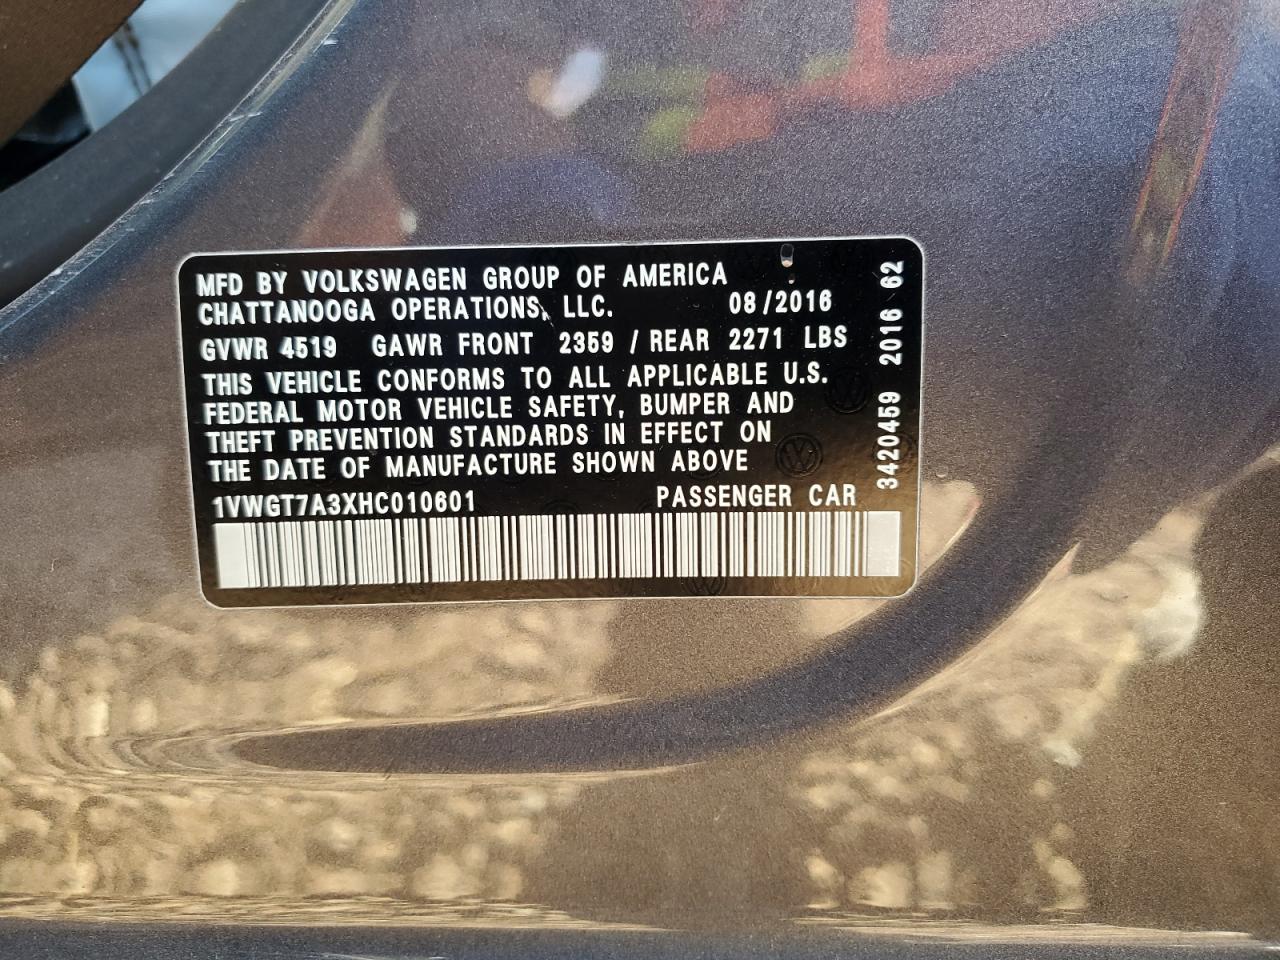 MFD BY VOLKSWAGEN GROUP OF AMERICA
CHATTANOOGA OPERATIONS, LLC. 08/2016
GVWR 4519 GAWR FRONT 2359 / REAR 2271 LBS
THIS VEHICLE CONFORMS TO ALL APPLICABLE U.S.
FEDERAL MOTOR VEHICLE SAFETY, BUMPER AND
THEFT PREVENTION STANDARDS IN EFFECT ON
THE DATE OF MANUFACTURE SHOWN ABOVE
1VWGT7A3XHC010601 PASSENGER CAR
3420459 2016 62